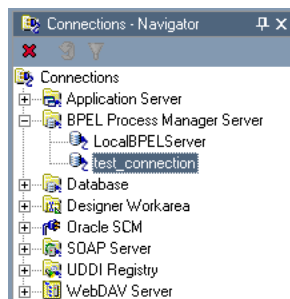 Connections - Navigator
Connections
Application Server
BPEL Process Manager Server
LocalBPELServer
test_connection
Database
Designer Workarea
Oracle SCM
SOAP Server
UDDI Registry
WebDAV Server